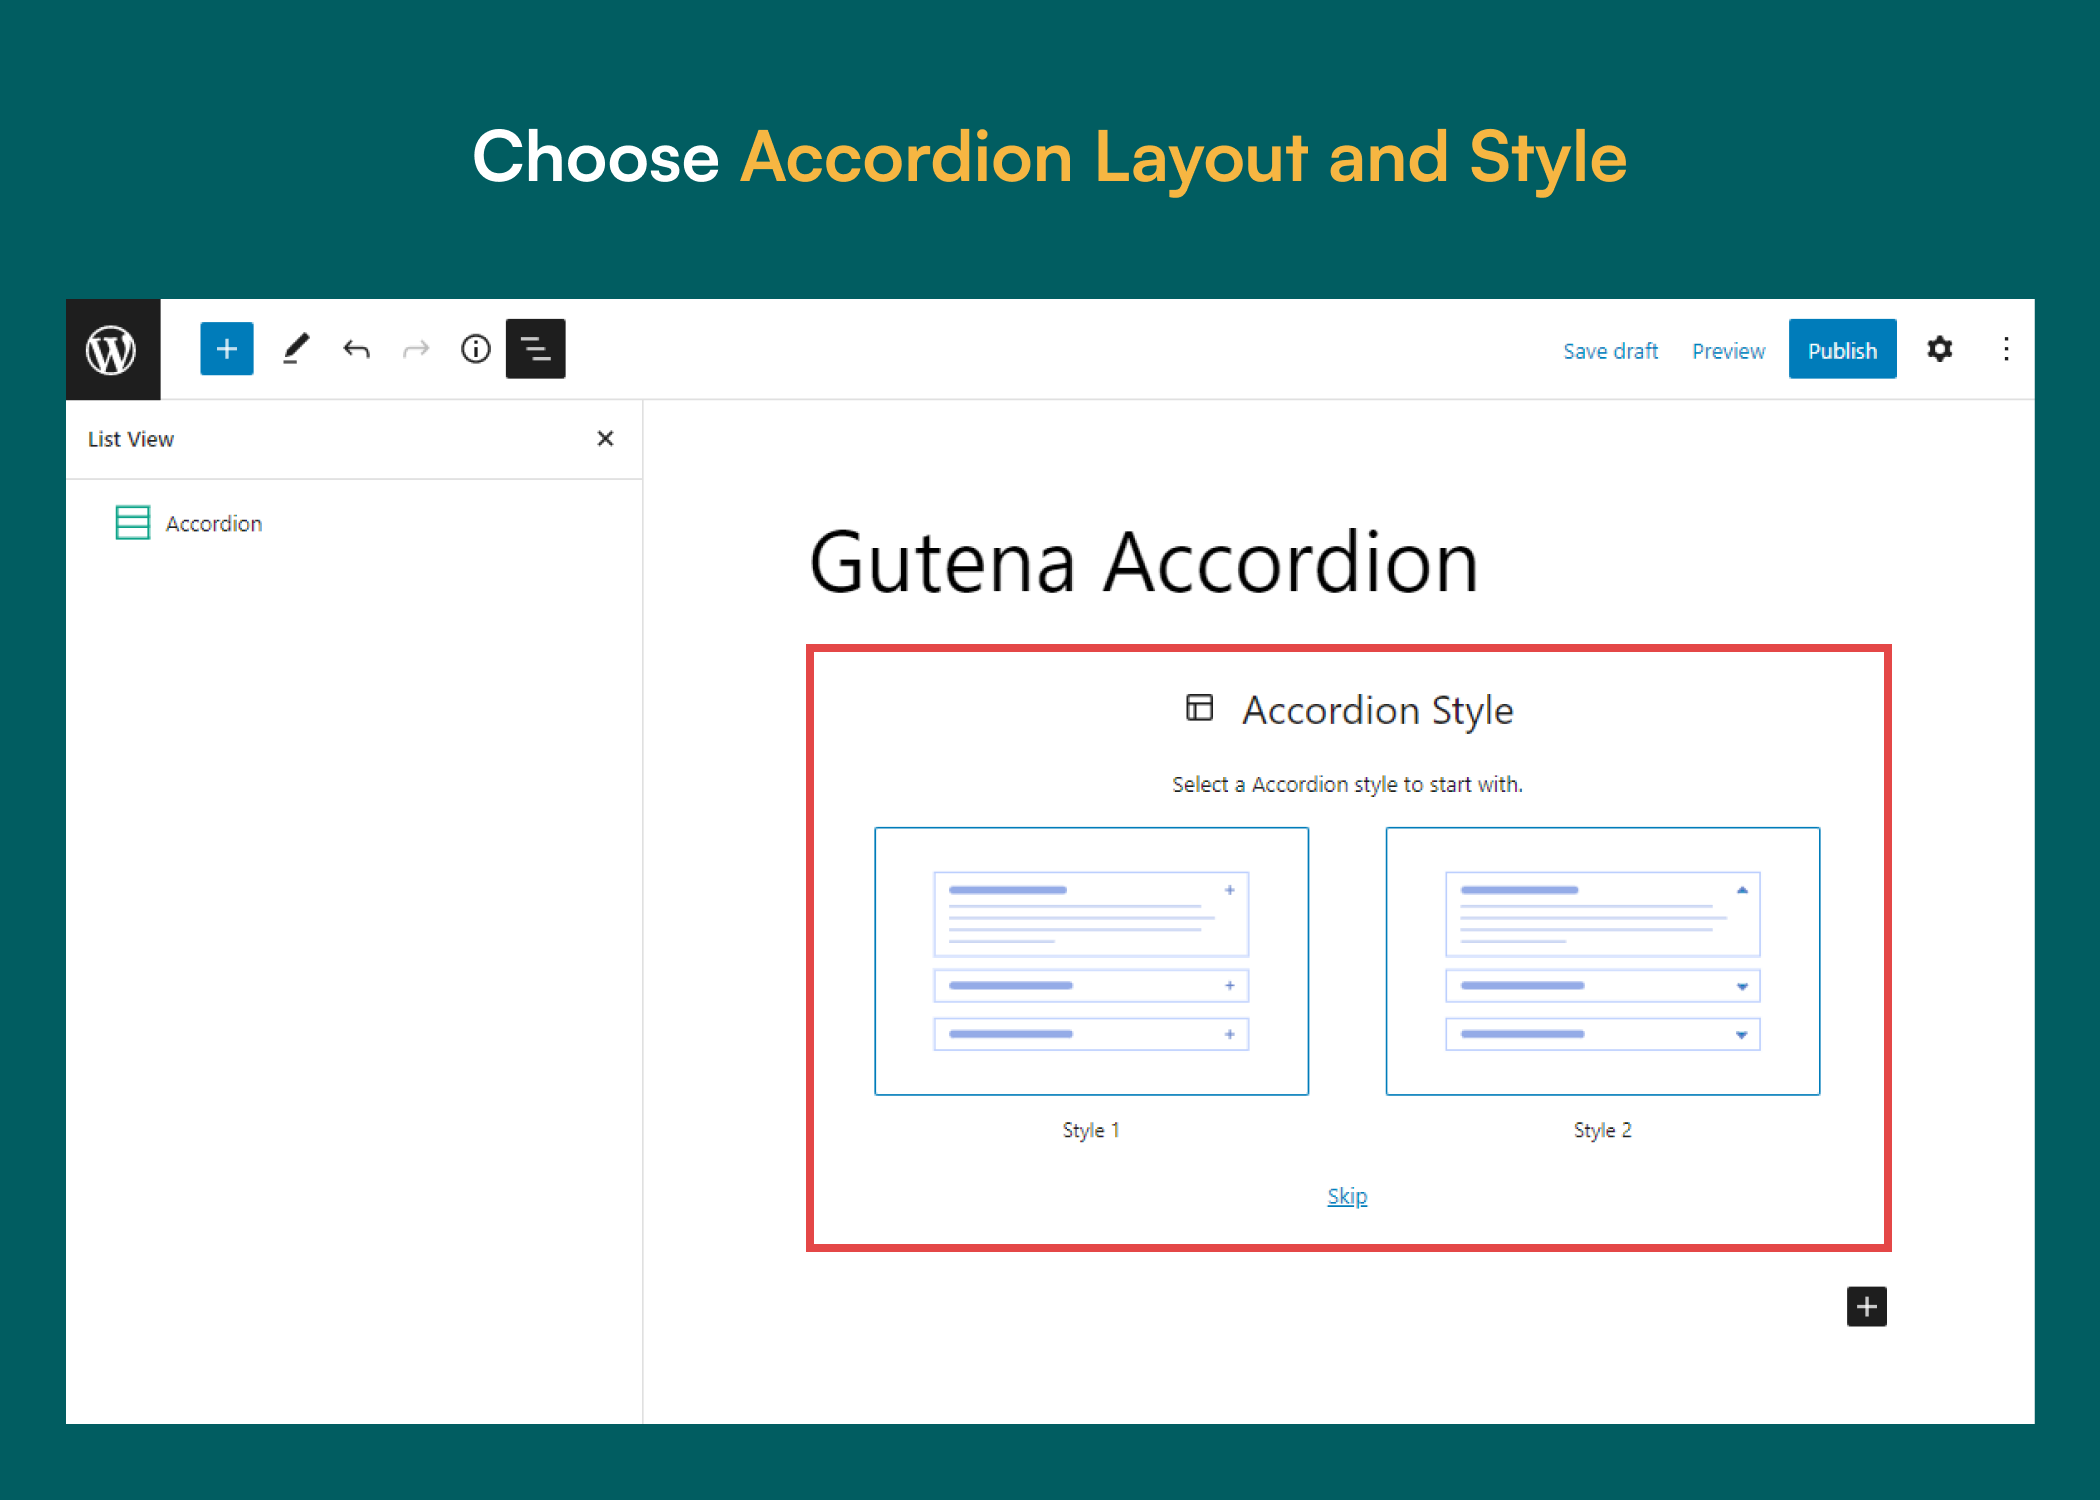 Choose Accordion Layout and Style
Save draft
Preview
Publish
List View
Accordion
Gutena Accordion
Accordion Style
Select a Accordion style to start with.
Style 1
Style 2
Skip